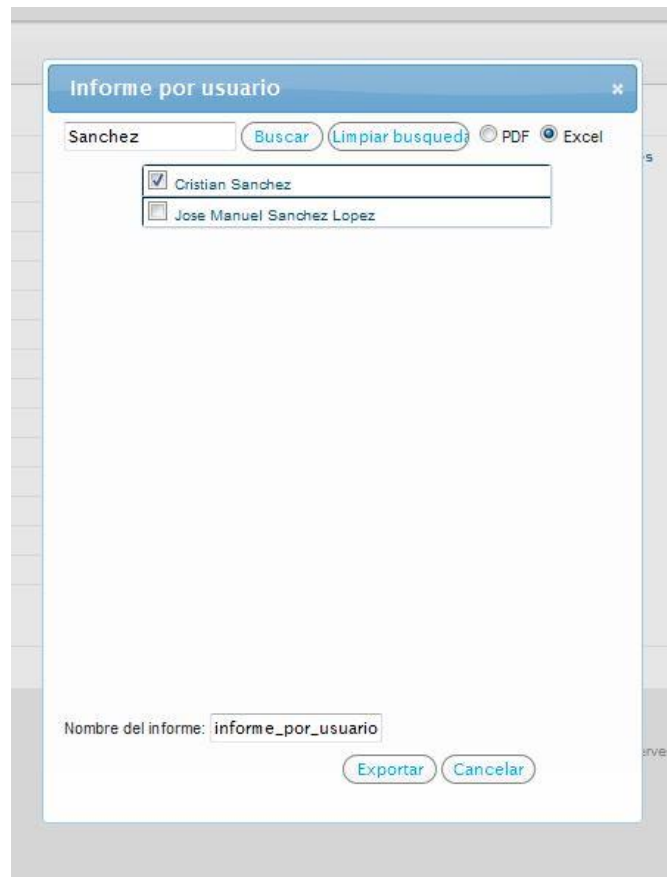 Informe por usuario
Sanchez Buscar Limpiar busqueda PDF Excel
Cristian Sanchez
Jose Manuel Sanchez Lopez
Nombre del informe: informe_por_usuario
Exportar Cancelar